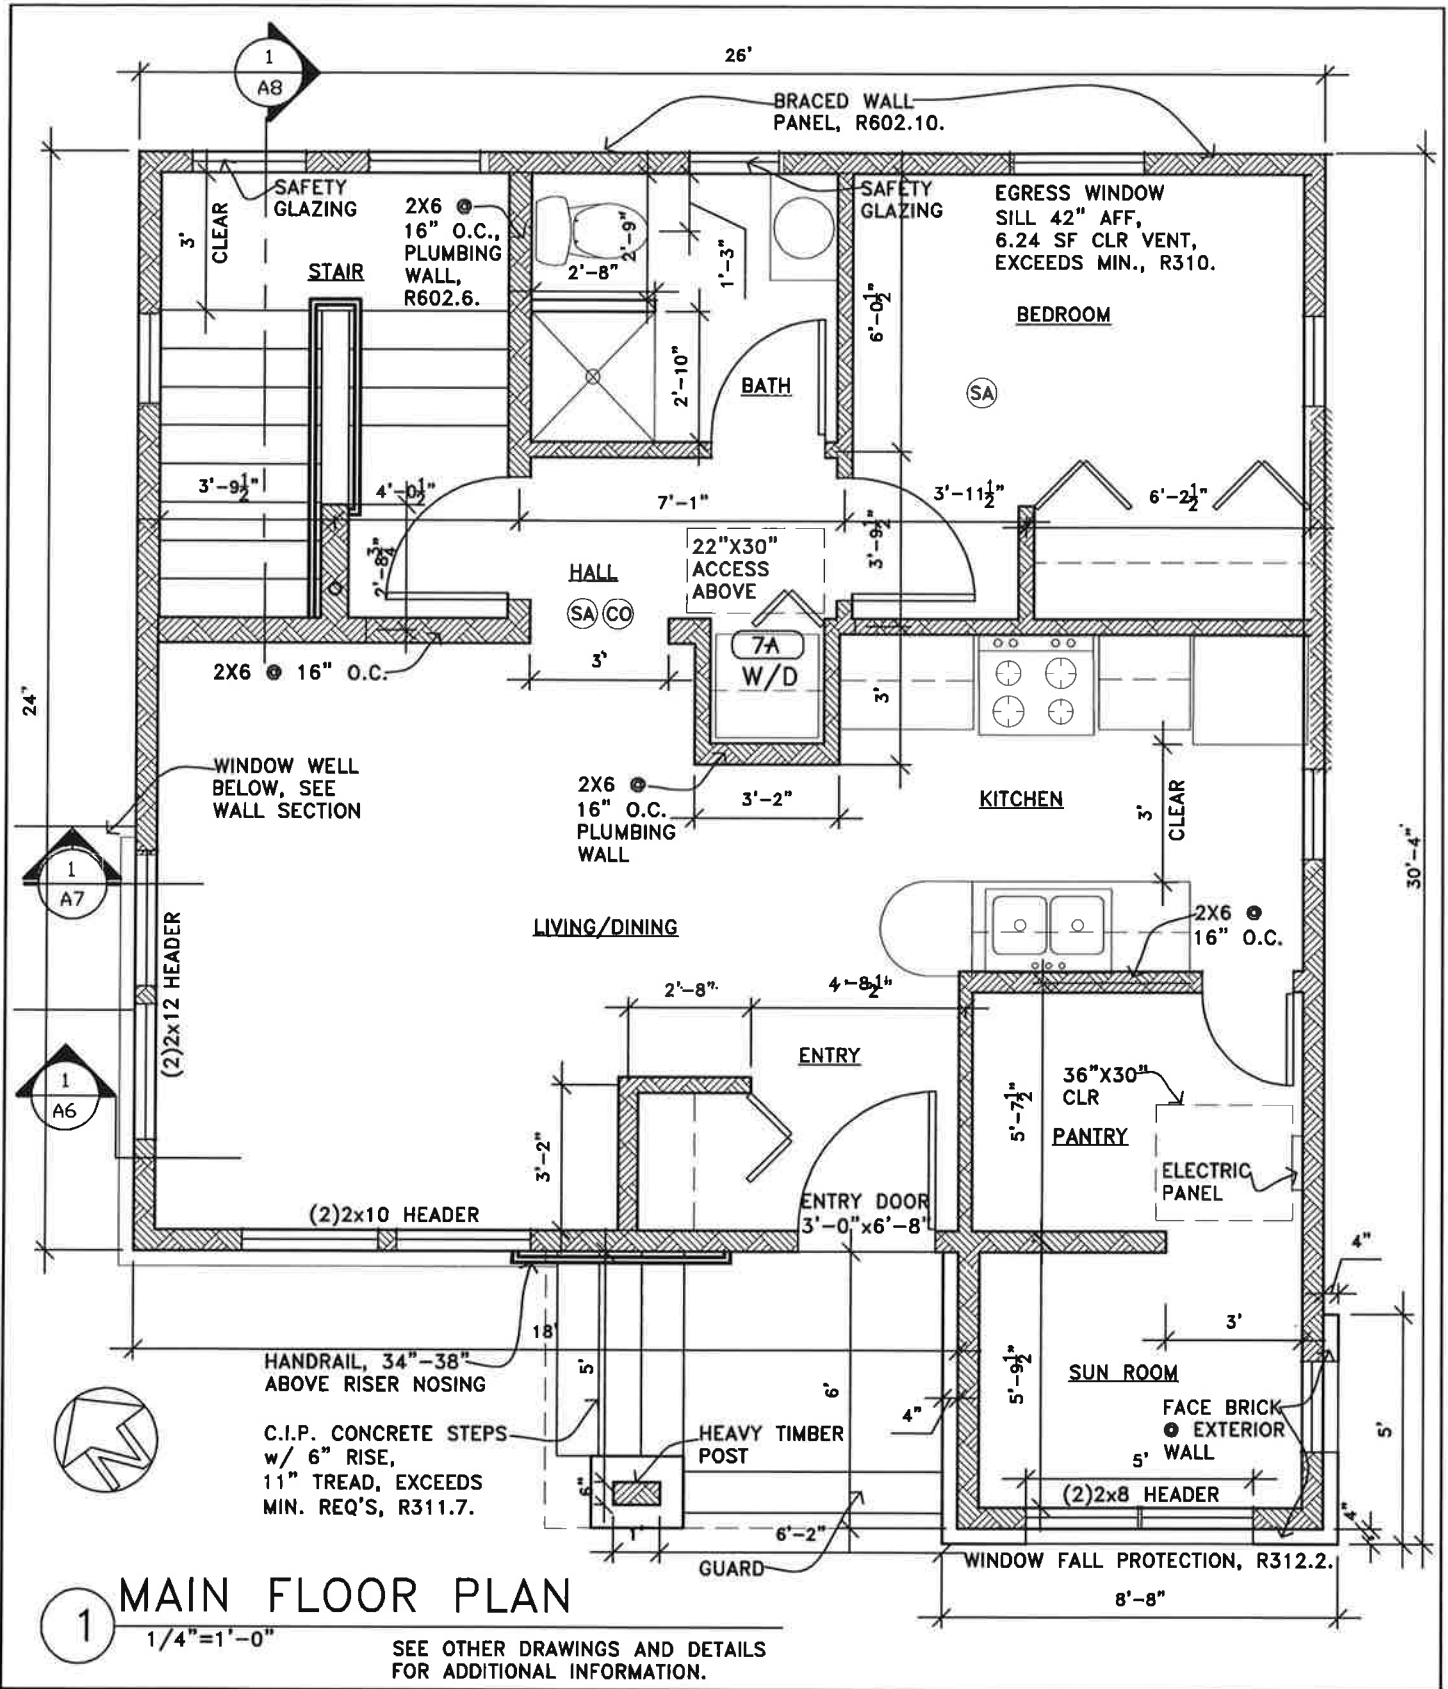 1
A8
26'
BRACED WALL
PANEL, R602.10.
SAFETY
GLAZING
3'
CLEAR
STAIR
2X6 @
16" O.C.,
PLUMBING
WALL,
R602.6.
2'-9"
2'-8"
1'-3"
2'-10"
BATH
SAFETY
GLAZING
6'-0½"
EGRESS WINDOW
SILL 42" AFF,
6.24 SF CLR VENT,
EXCEEDS MIN., R310.
BEDROOM
SA
3'-9½"
4'-0½"
7'-1"
3'-11½"
6'-2½"
2'-8¾"
HALL
SA CO
22"X30"
ACCESS
ABOVE
3'-9½"
7A
W/D
2X6 @ 16" O.C.
3'
3'
24'
WINDOW WELL
BELOW, SEE
WALL SECTION
2X6 @
16" O.C.
PLUMBING
WALL
3'-2"
KITCHEN
3'
CLEAR
30'-4"
1
A7
(2)2x12 HEADER
LIVING/DINING
2X6 @
16" O.C.
2'-8"
4'-8½"
1
A6
ENTRY
36"X30"
CLR
5'-7½"
PANTRY
3'-2"
ELECTRIC
PANEL
(2)2x10 HEADER
ENTRY DOOR
3'-0"x6'-8"
4"
18'
3'
HANDRAIL, 34"-38"
ABOVE RISER NOSING
5'
6'
5'-9½"
SUN ROOM
4"
FACE BRICK
@ EXTERIOR
WALL
5'
C.I.P. CONCRETE STEPS
w/ 6" RISE,
11" TREAD, EXCEEDS
MIN. REQ'S, R311.7.
HEAVY TIMBER
POST
5'
6"
(2)2x8 HEADER
4"
1'
6'-2"
GUARD
WINDOW FALL PROTECTION, R312.2.
8'-8"
1
MAIN FLOOR PLAN
1/4"=1'-0"
SEE OTHER DRAWINGS AND DETAILS
FOR ADDITIONAL INFORMATION.